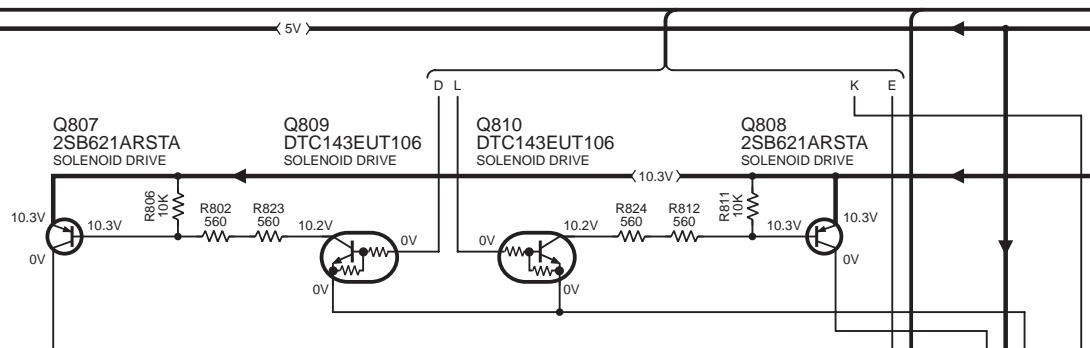 5V
D L
K
E
Q807
2SB621ARSTA
SOLENOID DRIVE
Q809
DTC143EUT106
SOLENOID DRIVE
Q810
DTC143EUT106
SOLENOID DRIVE
Q808
2SB621ARSTA
SOLENOID DRIVE
10.3V
R806
10K
R811
10K
10.3V
10.3V
R802
560
R823
560
10.2V
0V
0V
10.2V
R824
560
R812
560
10.3V
10.3V
0V
0V
0V
0V